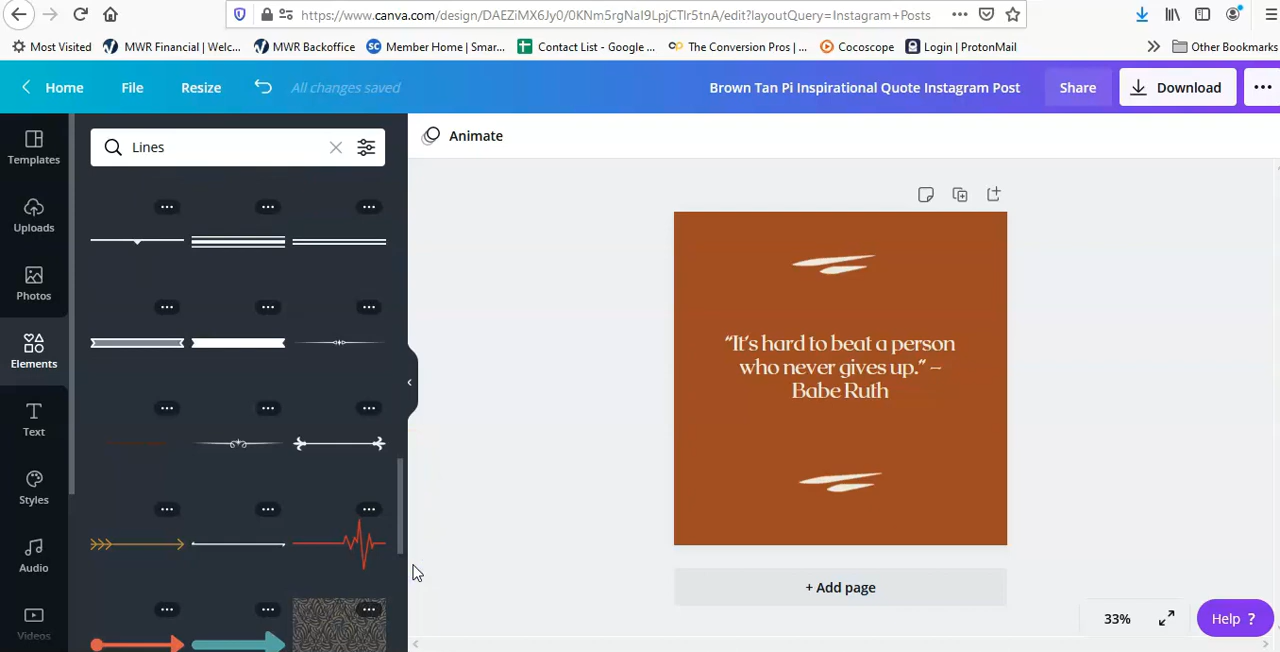 https://www.canva.com/design/DAEZiMX6Jy0/0KNm5rgNaI9LpjCTlr5tnA/edit?layoutQuery=Instagram+Posts
Most Visited
MWR Financial | Welc...
MWR Backoffice
Member Home | Smar...
Contact List - Google ...
The Conversion Pros | ...
Cocoscope
Login | ProtonMail
Other Bookmarks
Home
File
Resize
All changes saved
Brown Tan Pi Inspirational Quote Instagram Post
Share
Download
Templates
Lines
Animate
Uploads
Photos
Elements
Text
Styles
Audio
Videos
“It’s hard to beat a person
who never gives up.” –
Babe Ruth
+ Add page
33%
Help ?